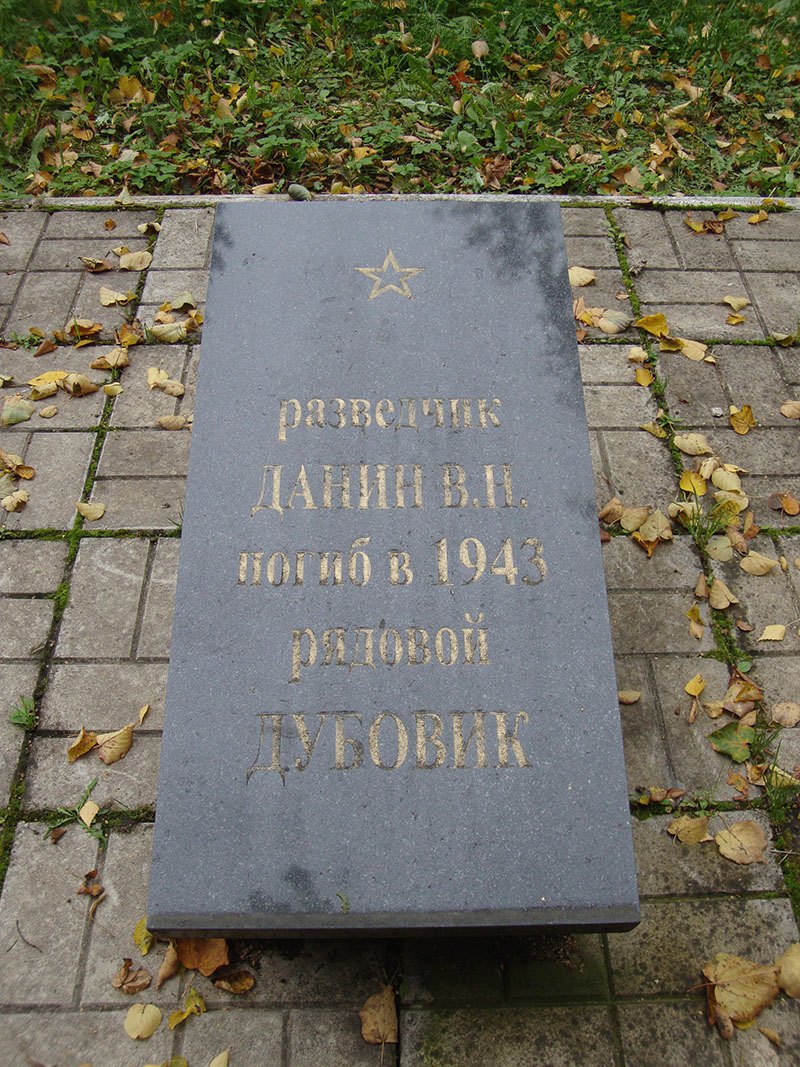 разведчик
ДАНИН В.Н.
погиб в 1943
рядовой
ДУБОВИК